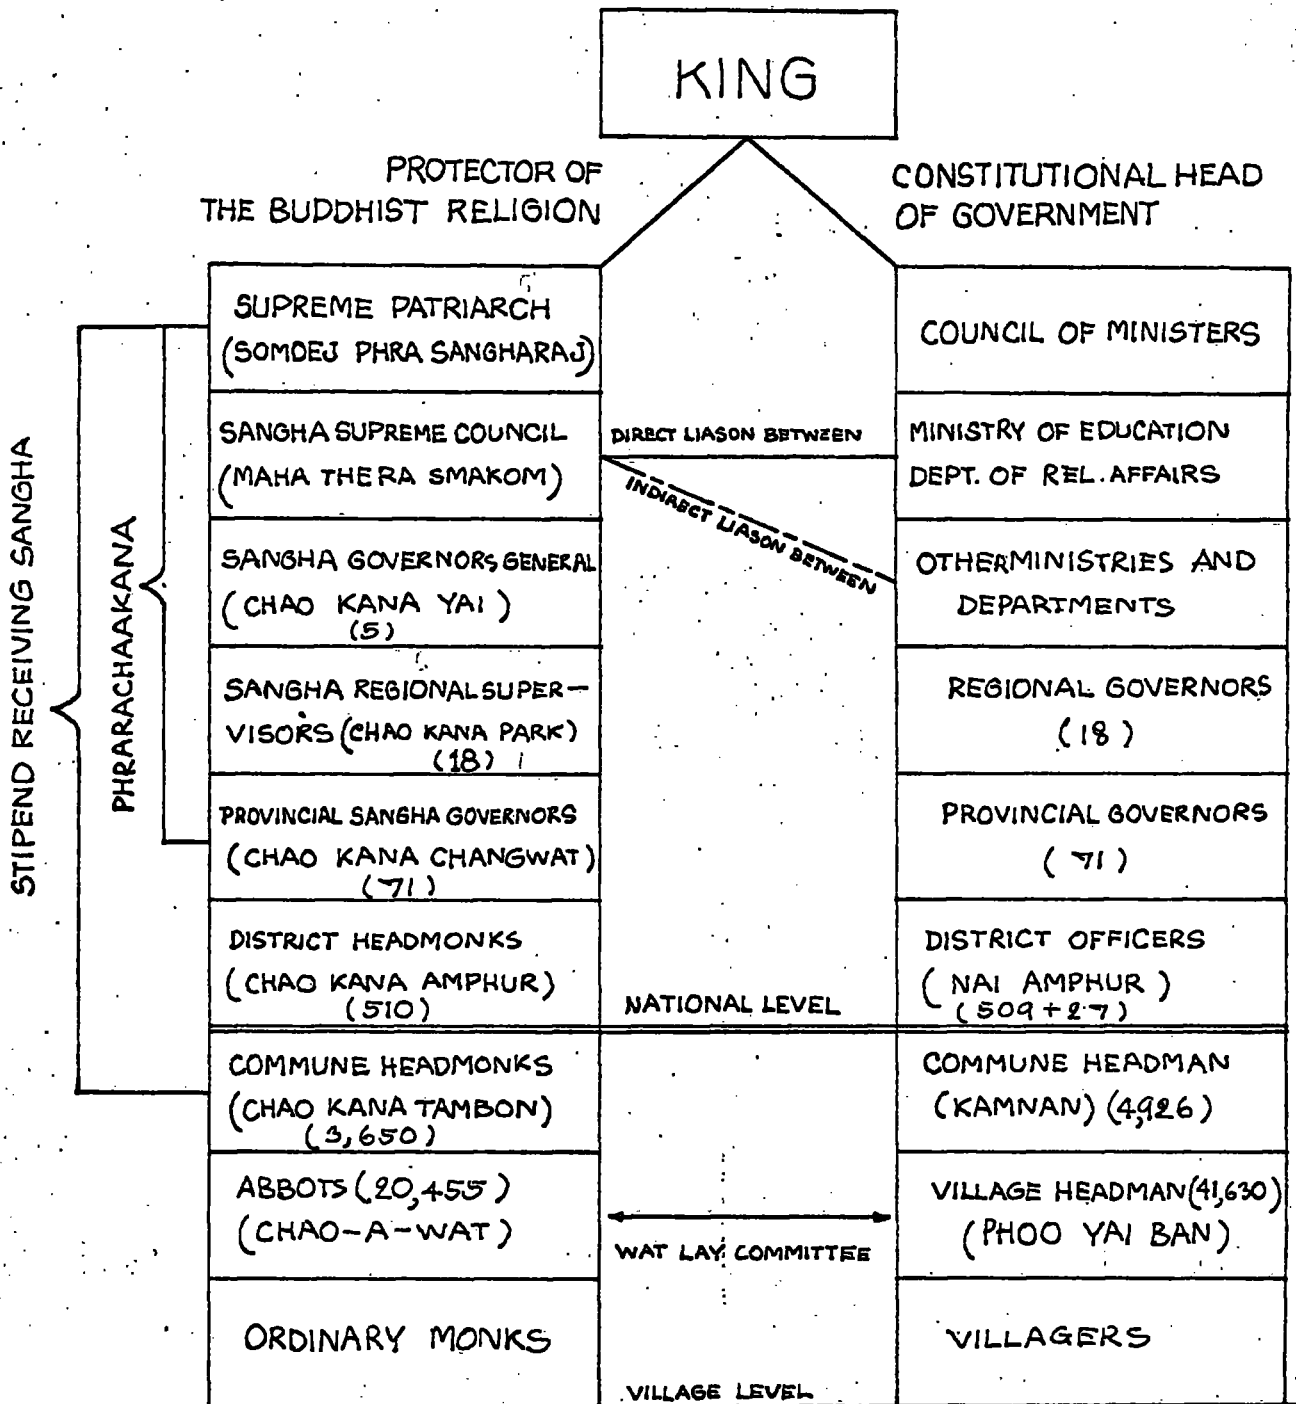 KING
PROTECTOR OF
THE BUDDHIST RELIGION
CONSTITUTIONAL HEAD
OF GOVERNMENT
STIPEND RECEIVING SANGHA
PHRARACHAAKANA
SUPREME PATRIARCH
(SOMDEJ PHRA SANGHARAJ)
COUNCIL OF MINISTERS
SANGHA SUPREME COUNCIL
(MAHA THERA SMAKOM)
DIRECT LIASON BETWEEN
MINISTRY OF EDUCATION
DEPT. OF REL. AFFAIRS
INDIRECT LIASON BETWEEN
SANGHA GOVERNORS GENERAL
(CHAO KANA YAI)
(5)
OTHER MINISTRIES AND
DEPARTMENTS
SANGHA REGIONAL SUPER-
VISORS (CHAO KANA PARK)
(18)
REGIONAL GOVERNORS
(18)
PROVINCIAL SANGHA GOVERNORS
(CHAO KANA CHANGWAT)
(71)
PROVINCIAL GOVERNORS
(71)
DISTRICT HEADMONKS
(CHAO KANA AMPHUR)
(510)
NATIONAL LEVEL
DISTRICT OFFICERS
(NAI AMPHUR)
(509+27)
COMMUNE HEADMONKS
(CHAO KANA TAMBON)
(3,650)
COMMUNE HEADMAN
(KAMNAN) (4,926)
ABBOTS (20,455)
(CHAO-A-WAT)
WAT LAY COMMITTEE
VILLAGE HEADMAN (41,630)
(PHOO YAI BAN)
ORDINARY MONKS
VILLAGE LEVEL
VILLAGERS